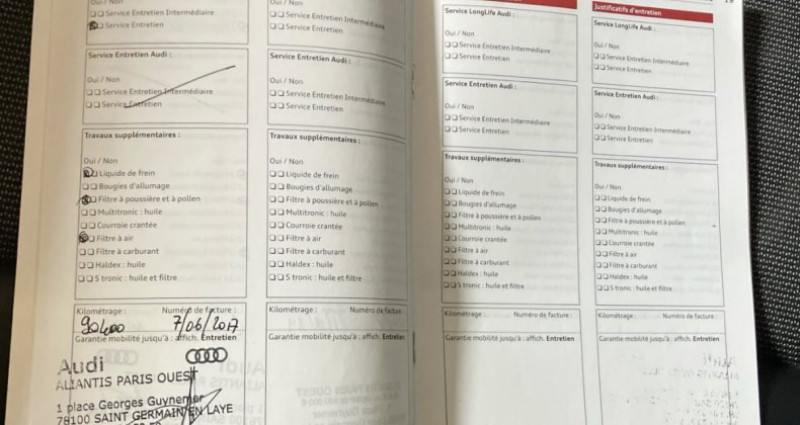 Oui / Non
Service Entretien Intermédiaire
Service Entretien
Service Entretien Audi :
Oui / Non
Service Entretien Intermédiaire
Service Entretien
Travaux supplémentaires :
Oui / Non
Liquide de frein
Bougies d'allumage
Filtre à poussière et à pollen
Multitronic : huile
Courroie crantée
Filtre à air
Filtre à carburant
Haldex : huile
S tronic : huile et filtre
Kilométrage : Numéro de facture :
90400 7/06/2017
Garantie mobilité jusqu'à : affich. Entretien
Audi
ALIANTIS PARIS OUEST
1 place Georges Guynemer
78100 SAINT GERMAIN EN LAYE
Oui / Non
Service Entretien Intermédiaire
Service Entretien
Service Entretien Audi :
Oui / Non
Service Entretien Intermédiaire
Service Entretien
Travaux supplémentaires :
Oui / Non
Liquide de frein
Bougies d'allumage
Filtre à poussière et à pollen
Multitronic : huile
Courroie crantée
Filtre à air
Filtre à carburant
Haldex : huile
S tronic : huile et filtre
Kilométrage : Numéro de facture
Garantie mobilité jusqu'à : affich. Entretien
Service LongLife Audi :
Oui / Non
Service Entretien Intermédiaire
Service Entretien
Service Entretien Audi :
Oui / Non
Service Entretien Intermédiaire
Service Entretien
Travaux supplémentaires :
Oui / Non
Liquide de frein
Bougies d'allumage
Filtre à poussière et à pollen
Multitronic : huile
Courroie crantée
Filtre à air
Filtre à carburant
Haldex : huile
S tronic : huile et filtre
Kilométrage : Numéro de facture :
Garantie mobilité jusqu'à : affich. Entretien
Justificatifs d'entretien
Service LongLife Audi :
Oui / Non
Service Entretien Intermédiaire
Service Entretien
Service Entretien Audi :
Oui / Non
Service Entretien Intermédiaire
Service Entretien
Travaux supplémentaires :
Oui / Non
Liquide de frein
Bougies d'allumage
Filtre à poussière et à pollen
Multitronic : huile
Courroie crantée
Filtre à air
Filtre à carburant
Haldex : huile
S tronic : huile et filtre
Kilométrage : Numéro de facture :
Garantie mobilité jusqu'à : affich. Entretien